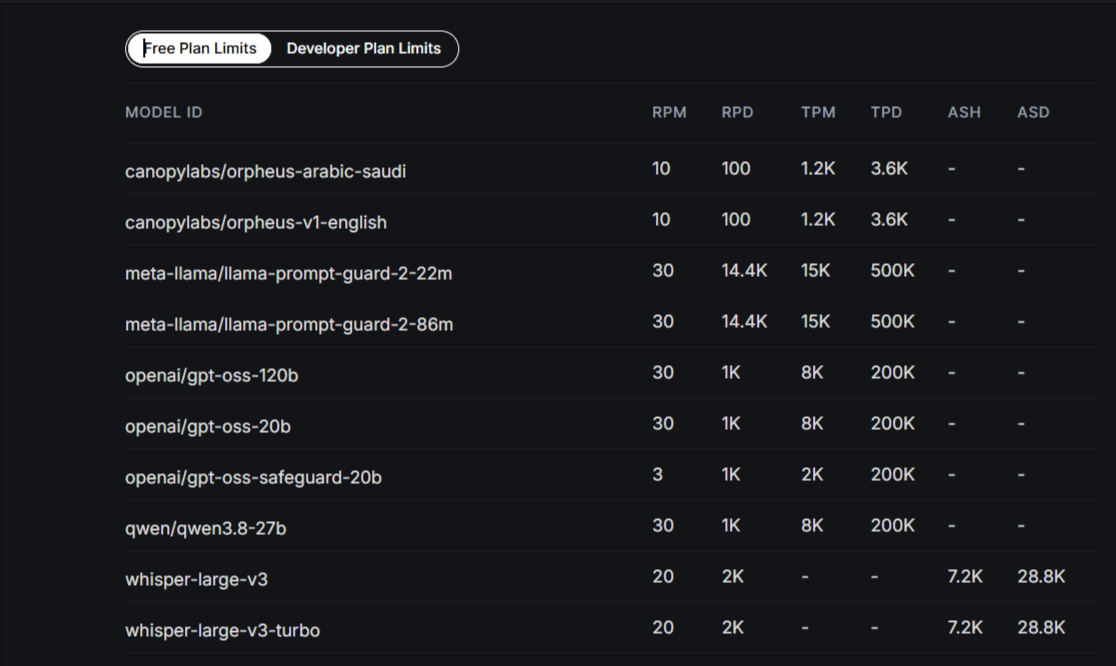 Free Plan Limits Developer Plan Limits
MODEL ID RPM RPD TPM TPD ASH ASD
canopylabs/orpheus-arabic-saudi 10 100 1.2K 3.6K - -
canopylabs/orpheus-v1-english 10 100 1.2K 3.6K - -
meta-llama/llama-prompt-guard-2-22m 30 14.4K 15K 500K - -
meta-llama/llama-prompt-guard-2-86m 30 14.4K 15K 500K - -
openai/gpt-oss-120b 30 1K 8K 200K - -
openai/gpt-oss-20b 30 1K 8K 200K - -
openai/gpt-oss-safeguard-20b 3 1K 2K 200K - -
qwen/qwen3.8-27b 30 1K 8K 200K - -
whisper-large-v3 20 2K - - 7.2K 28.8K
whisper-large-v3-turbo 20 2K - - 7.2K 28.8K